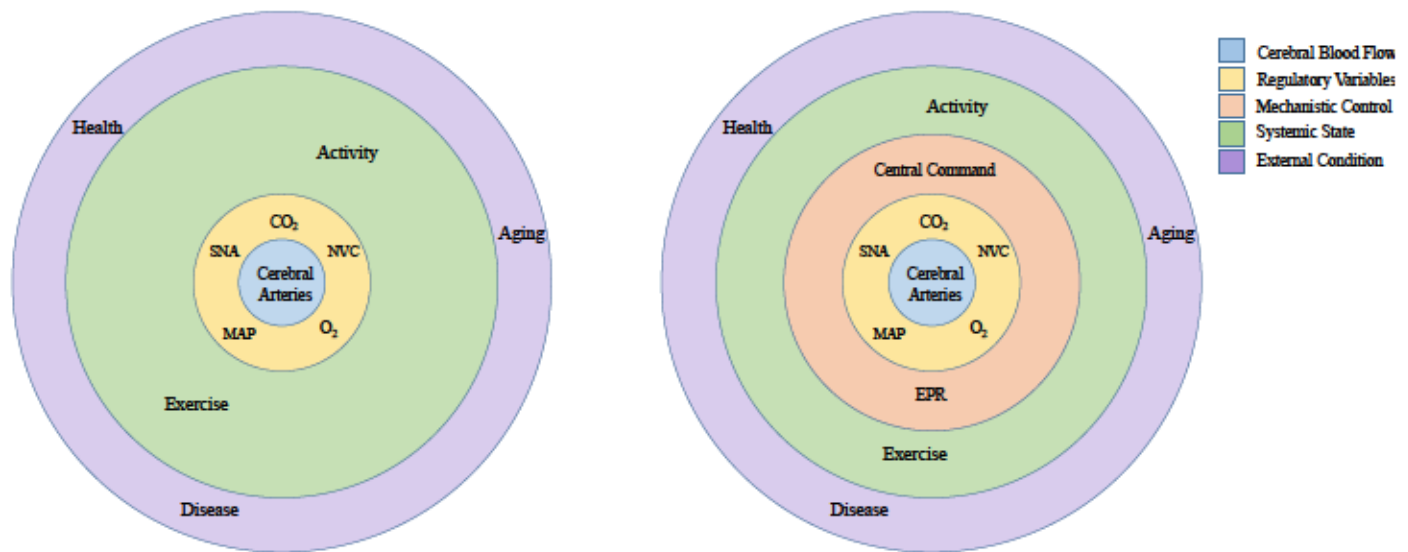 Health
Activity
Aging
CO₂
SNA
NVC
Cerebral
Arteries
MAP
O₂
Exercise
Disease
Health
Activity
Central Command
Aging
CO₂
SNA
NVC
Cerebral
Arteries
MAP
O₂
EPR
Exercise
Disease
Cerebral Blood Flow
Regulatory Variables
Mechanistic Control
Systemic State
External Condition